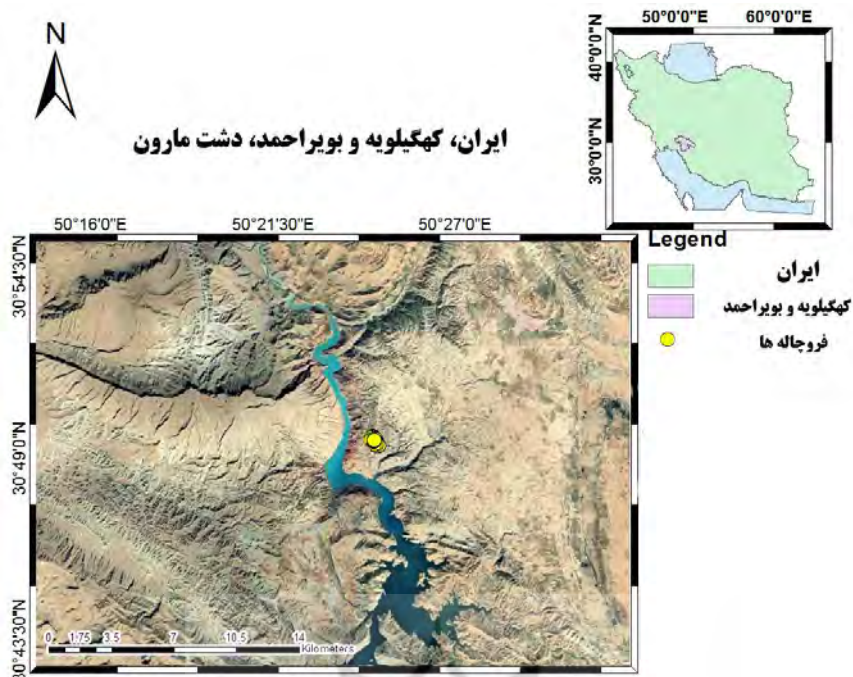 N
ایران، کهگیلویه و بویراحمد، دشت مارون
50°0'0"E 60°0'0"E
40°0'0"N
30°0'0"N
50°16'0"E 50°21'30"E 50°27'0"E
30°54'30"N
30°49'0"N
30°43'30"N
0 1.75 3.5 7 10.5 14
Kilometers
Legend
ایران
کهگیلویه و بویراحمد
فروچاله ها